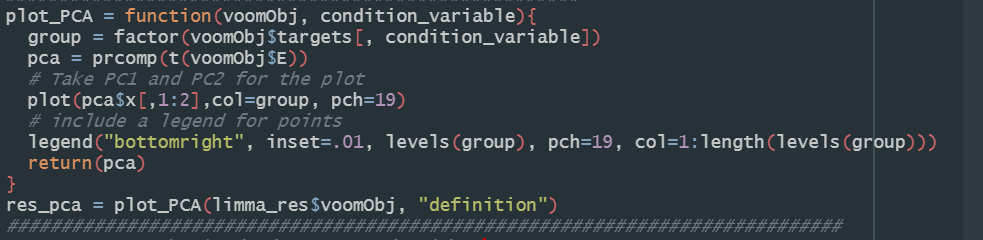 plot_PCA = function(voomObj, condition_variable){
  group = factor(voomObj$targets[, condition_variable])
  pca = prcomp(t(voomObj$E))
  # Take PC1 and PC2 for the plot
  plot(pca$x[,1:2],col=group, pch=19)
  # include a legend for points
  legend("bottomright", inset=.01, levels(group), pch=19, col=1:length(levels(group)))
  return(pca)
}
res_pca = plot_PCA(limma_res$voomObj, "definition")
############################################################################